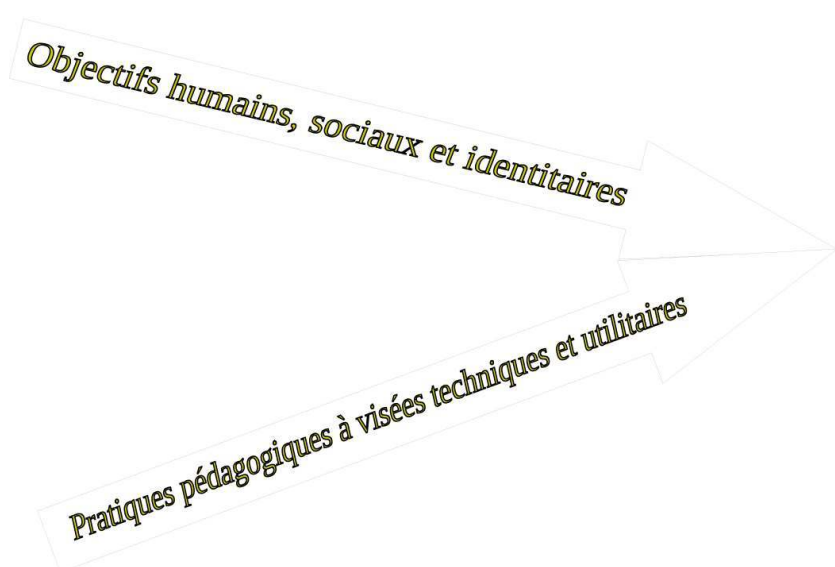 Objectifs humains, sociaux et identitaires
Pratiques pédagogiques à visées techniques et utilitaires